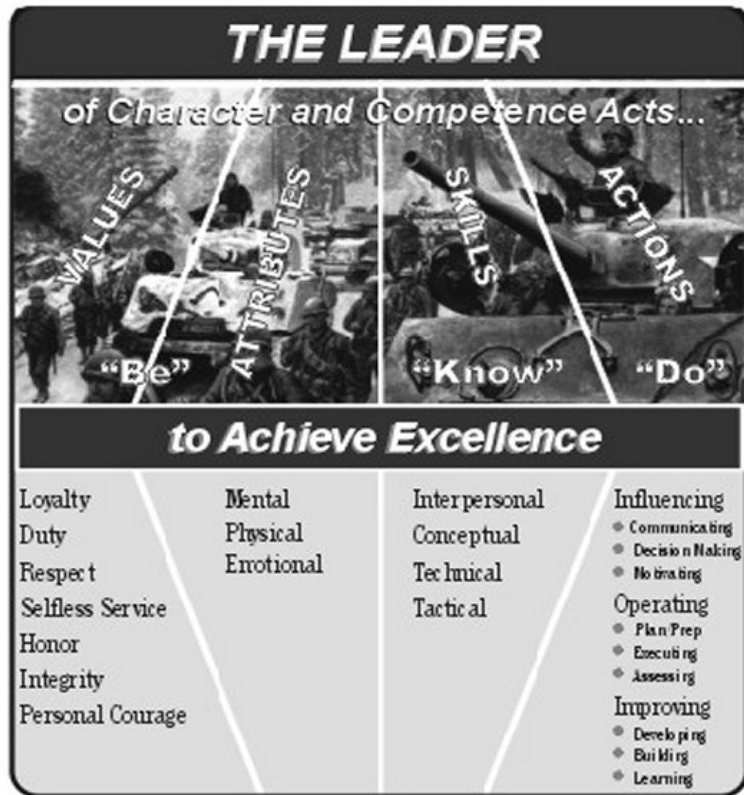 THE LEADER
of Character and Competence Acts...
VALUES
ATTRIBUTES
SKILLS
ACTIONS
“Be”
“Know”
“Do”
to Achieve Excellence
Loyalty
Duty
Respect
Selfless Service
Honor
Integrity
Personal Courage
Mental
Physical
Emotional
Interpersonal
Conceptual
Technical
Tactical
Influencing
Communicating
Decision Making
Motivating
Operating
Plan/Prep
Executing
Assessing
Improving
Developing
Building
Learning